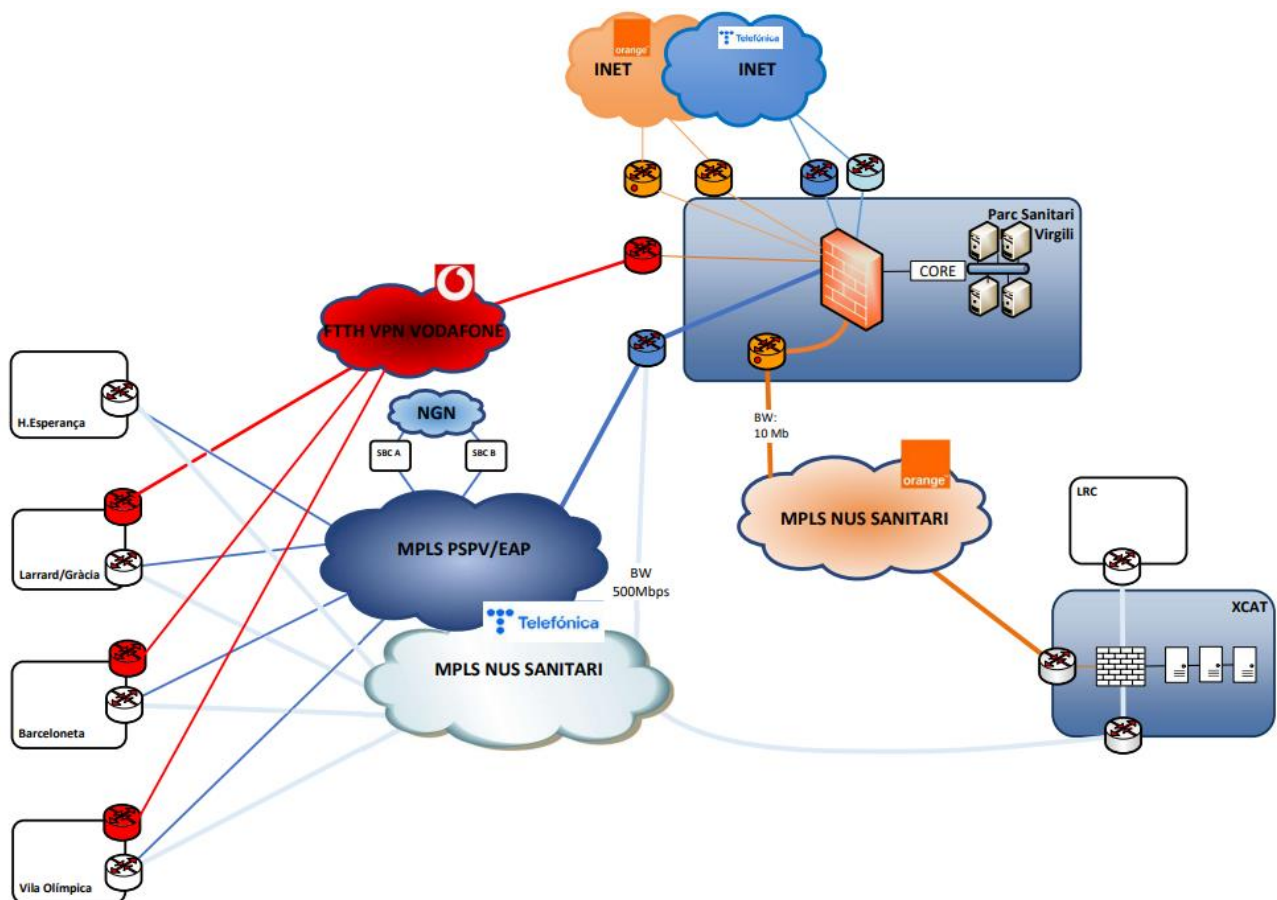 orange
Telefónica
INET
INET
Parc Sanitari
Virgili
CORE
FTTH VPN VODAFONE
H.Esperança
NGN
SBC A
SBC B
BW:
10 Mb
orange
LRC
MPLS NUS SANITARI
MPLS PSPV/EAP
Larrard/Gràcia
BW
500Mbps
XCAT
Telefónica
MPLS NUS SANITARI
Barceloneta
Vila Olímpica